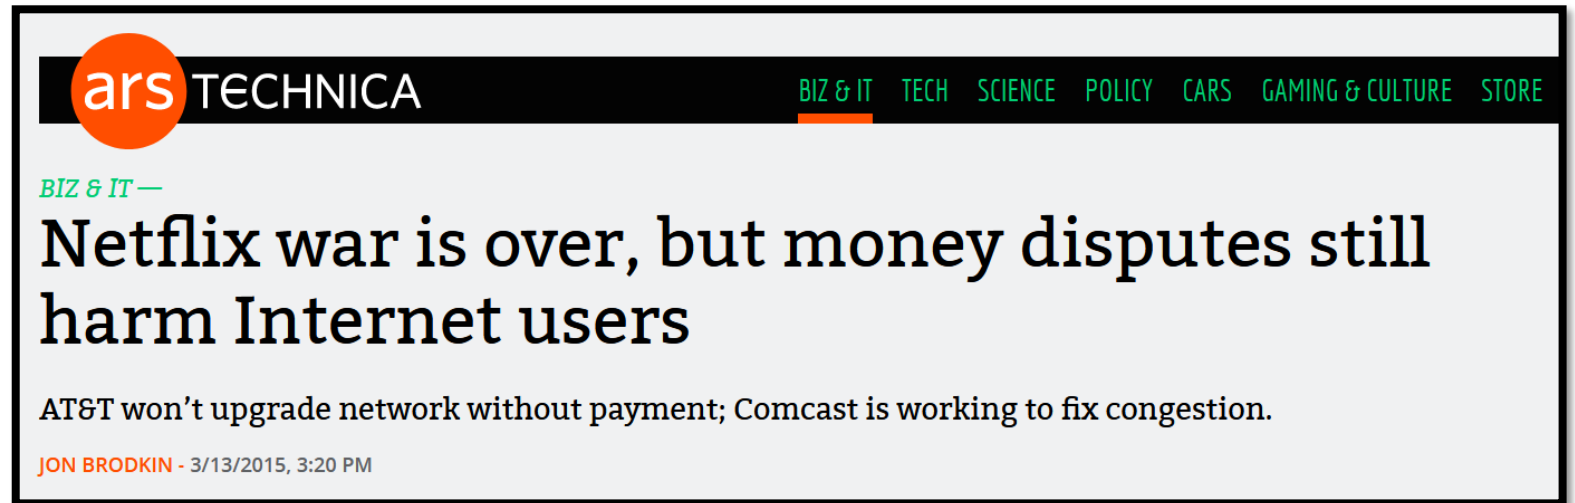 ars TECHNICA
BIZ & IT TECH SCIENCE POLICY CARS GAMING & CULTURE STORE
BIZ & IT —
Netflix war is over, but money disputes still
harm Internet users
AT&T won’t upgrade network without payment; Comcast is working to fix congestion.
JON BRODKIN - 3/13/2015, 3:20 PM